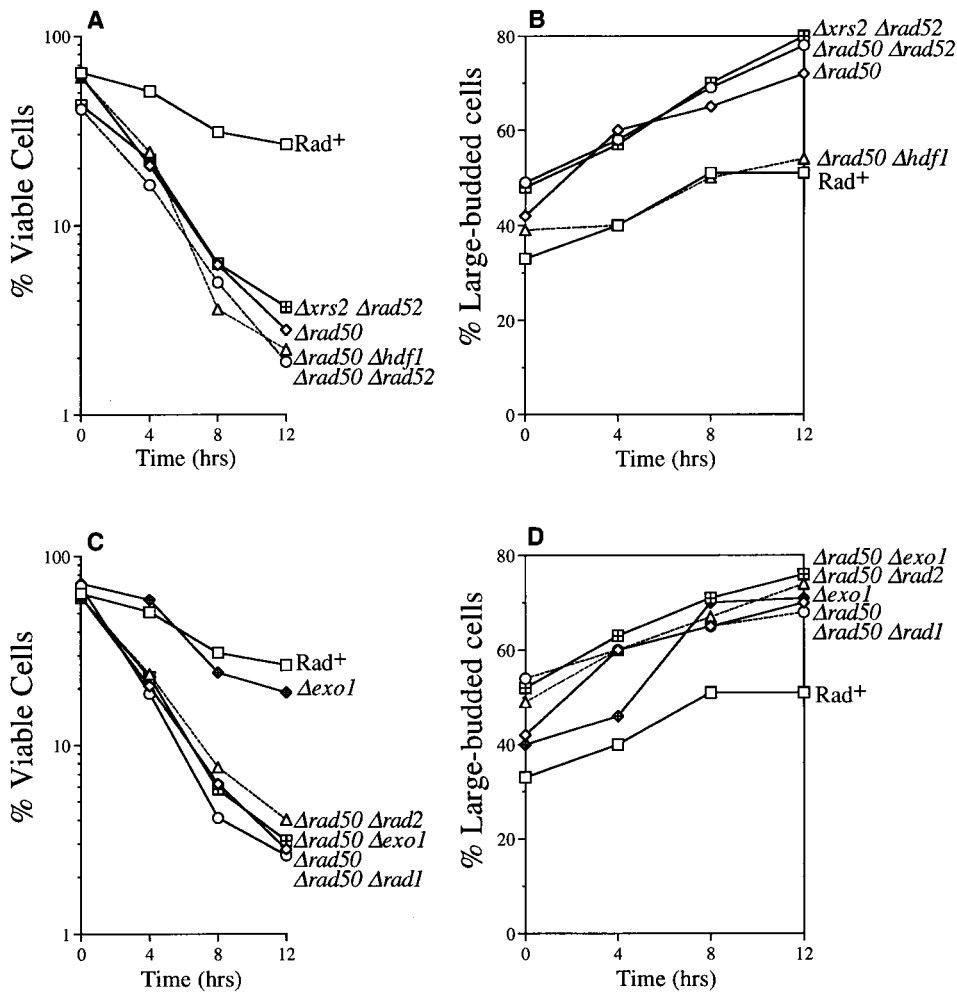 A
% Viable Cells
100
10
1
0 4 8 12
Time (hrs)
Rad+
Δxrs2 Δrad52
Δrad50
Δrad50 Δhdf1
Δrad50 Δrad52
B
% Large-budded cells
80
60
40
20
0
0 4 8 12
Time (hrs)
Δxrs2 Δrad52
Δrad50 Δrad52
Δrad50
Δrad50 Δhdf1
Rad+
C
% Viable Cells
100
10
1
0 4 8 12
Time (hrs)
Rad+
Δexo1
Δrad50 Δrad2
Δrad50 Δexo1
Δrad50
Δrad50 Δrad1
D
% Large-budded cells
80
60
40
20
0
0 4 8 12
Time (hrs)
Δrad50 Δexo1
Δrad50 Δrad2
Δexo1
Δrad50
Δrad50 Δrad1
Rad+